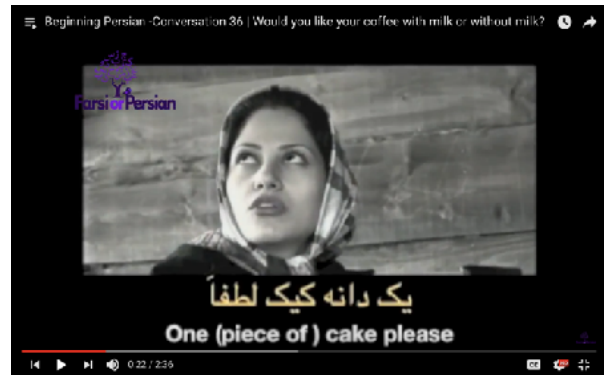 Beginning Persian -Conversation 36 | Would you like your coffee with milk or without milk?
FarsiorPersian
یک دانه کیک لطفاً
One (piece of) cake please
0:22 / 2:36
CC